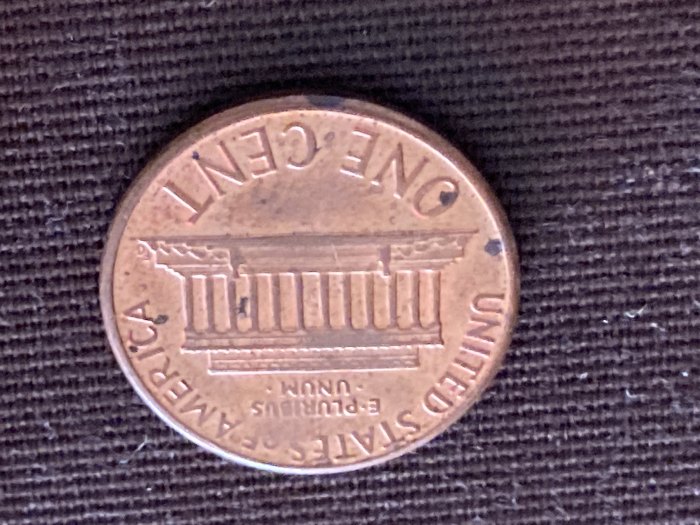 UNITED STATES OF AMERICA
E·PLURIBUS
·UNUM·
ONE CENT